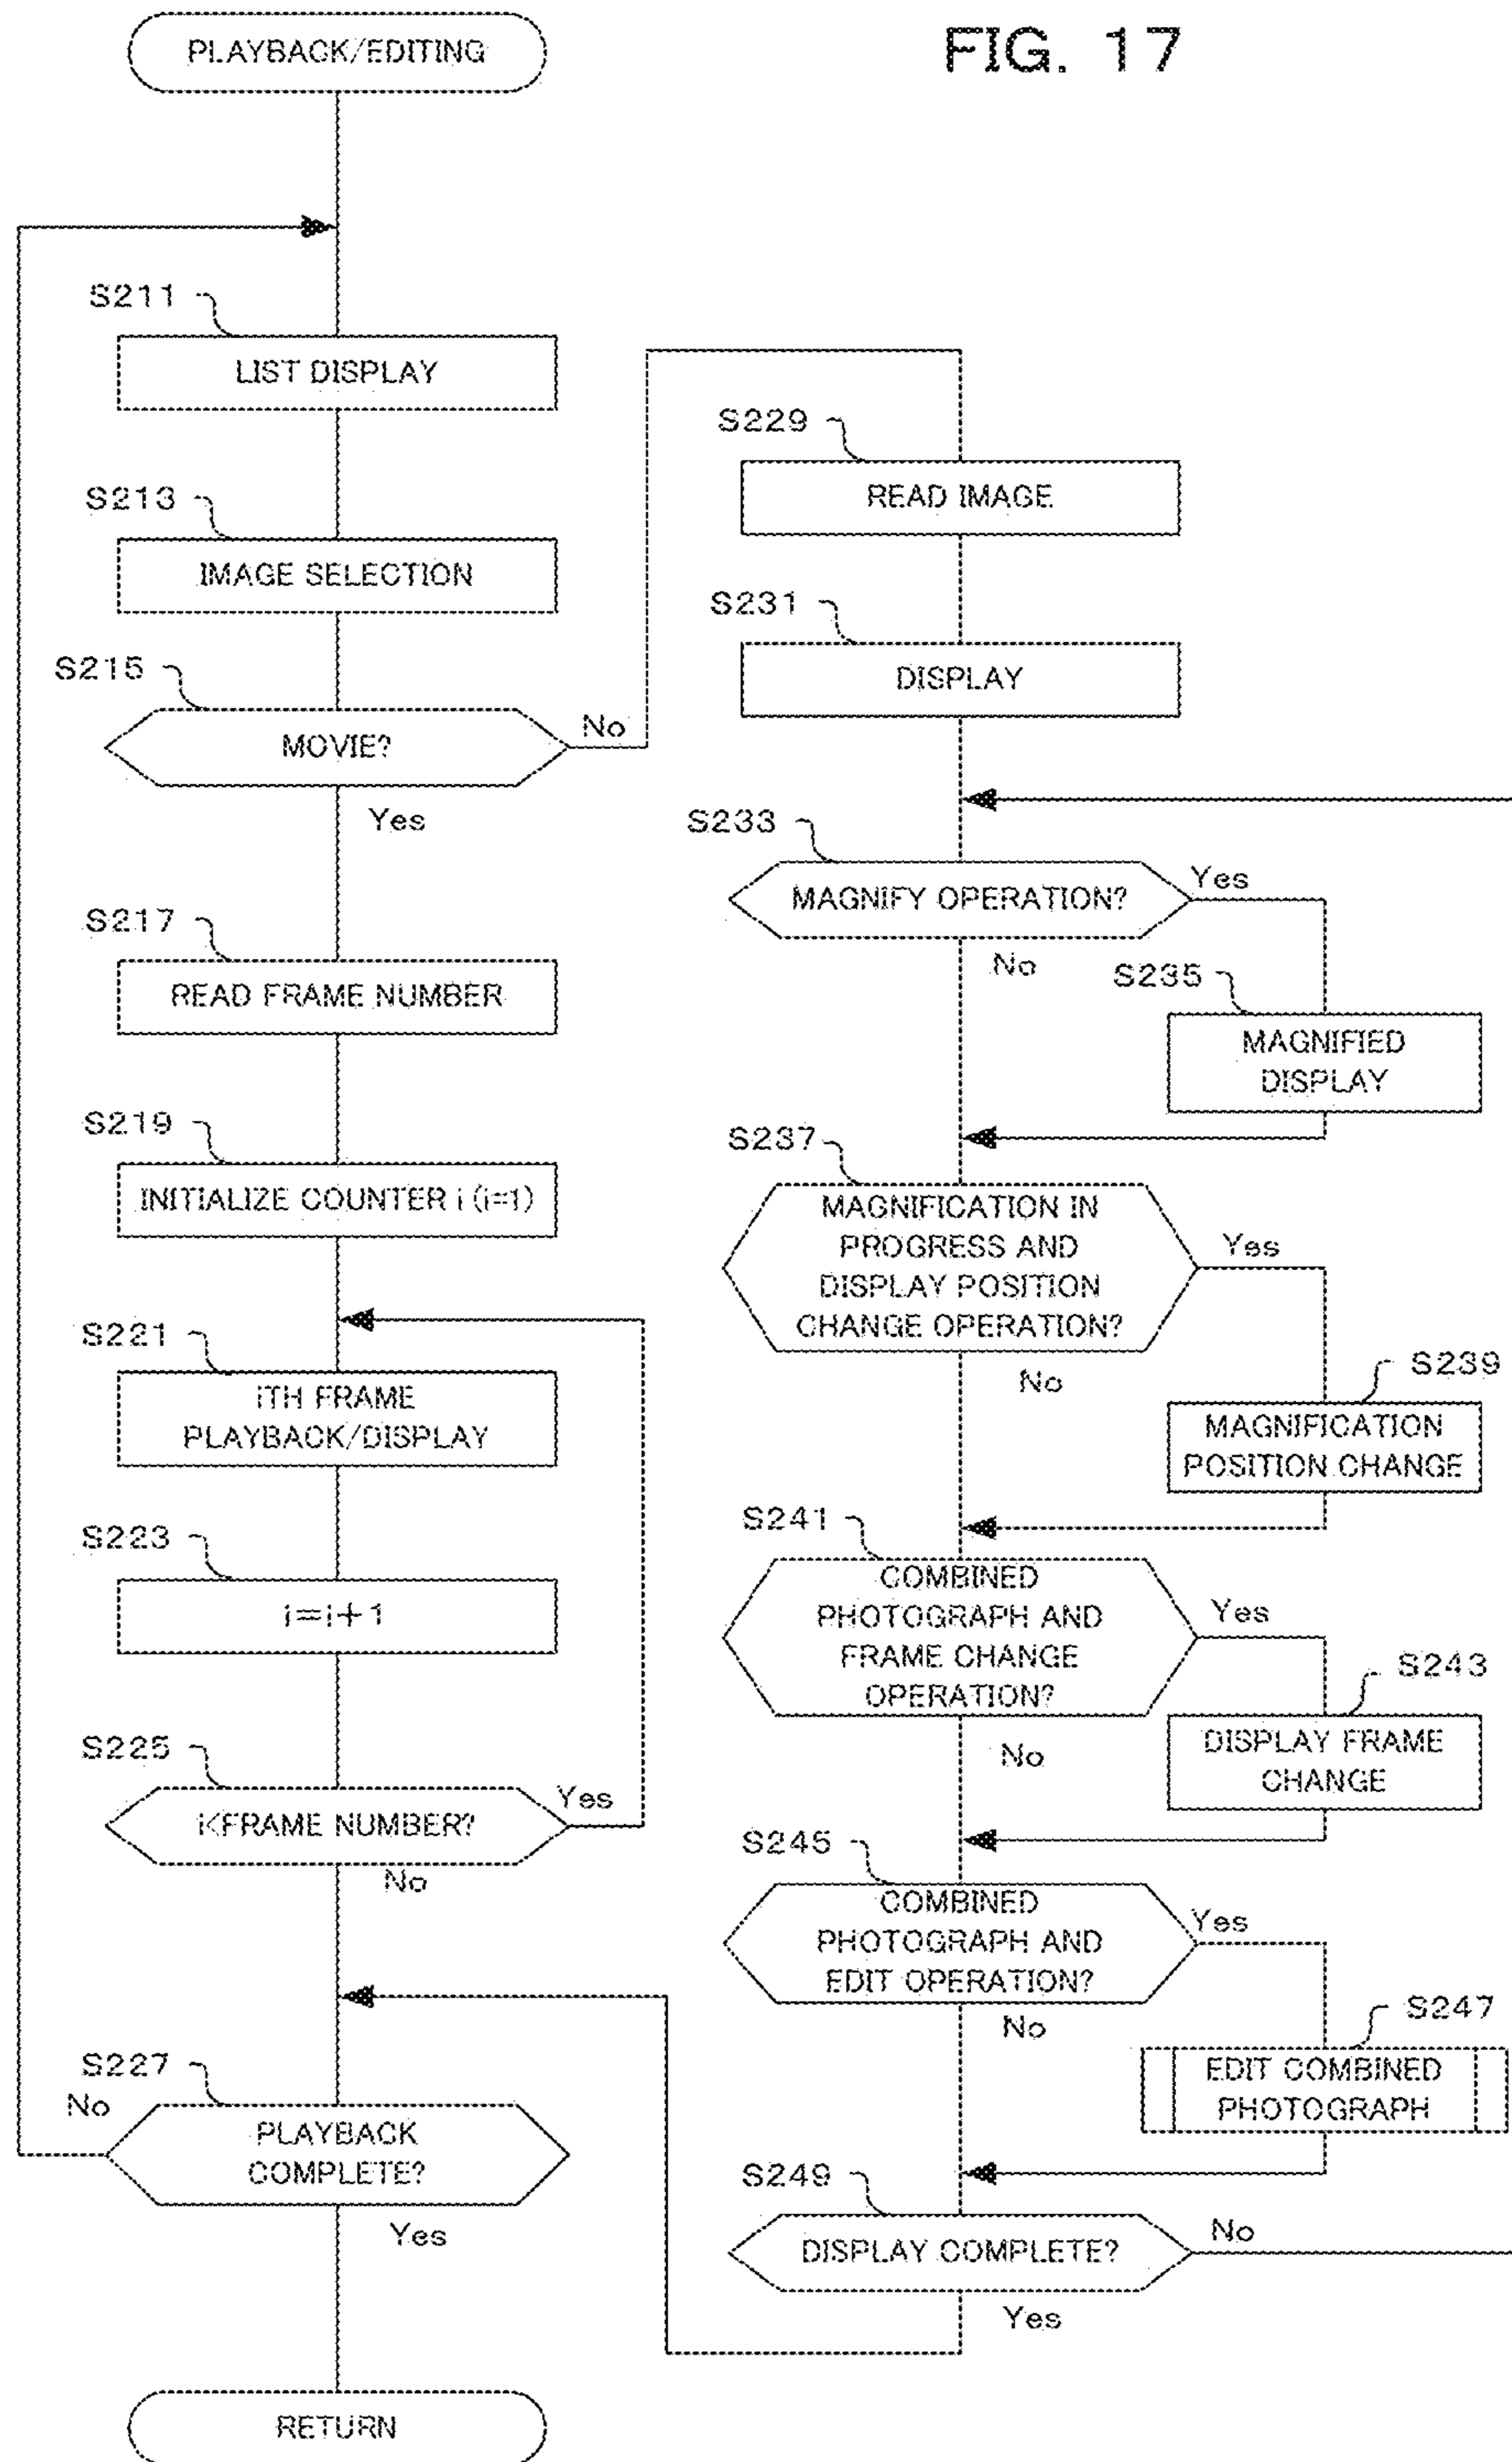 FIG. 17
PLAYBACK/EDITING
S211
LIST DISPLAY
S213
IMAGE SELECTION
S215
MOVIE?
No
Yes
S217
READ FRAME NUMBER
S219
INITIALIZE COUNTER i (i=1)
S221
iTH FRAME
PLAYBACK/DISPLAY
S223
i=i+1
S225
i<FRAME NUMBER?
Yes
No
S227
No
PLAYBACK
COMPLETE?
Yes
RETURN
S229
READ IMAGE
S231
DISPLAY
S233
MAGNIFY OPERATION?
Yes
No
S235
MAGNIFIED
DISPLAY
S237
MAGNIFICATION IN
PROGRESS AND
DISPLAY POSITION
CHANGE OPERATION?
Yes
No
S239
MAGNIFICATION
POSITION CHANGE
S241
COMBINED
PHOTOGRAPH AND
FRAME CHANGE
OPERATION?
Yes
No
S243
DISPLAY FRAME
CHANGE
S245
COMBINED
PHOTOGRAPH AND
EDIT OPERATION?
Yes
No
S247
EDIT COMBINED
PHOTOGRAPH
S249
DISPLAY COMPLETE?
No
Yes